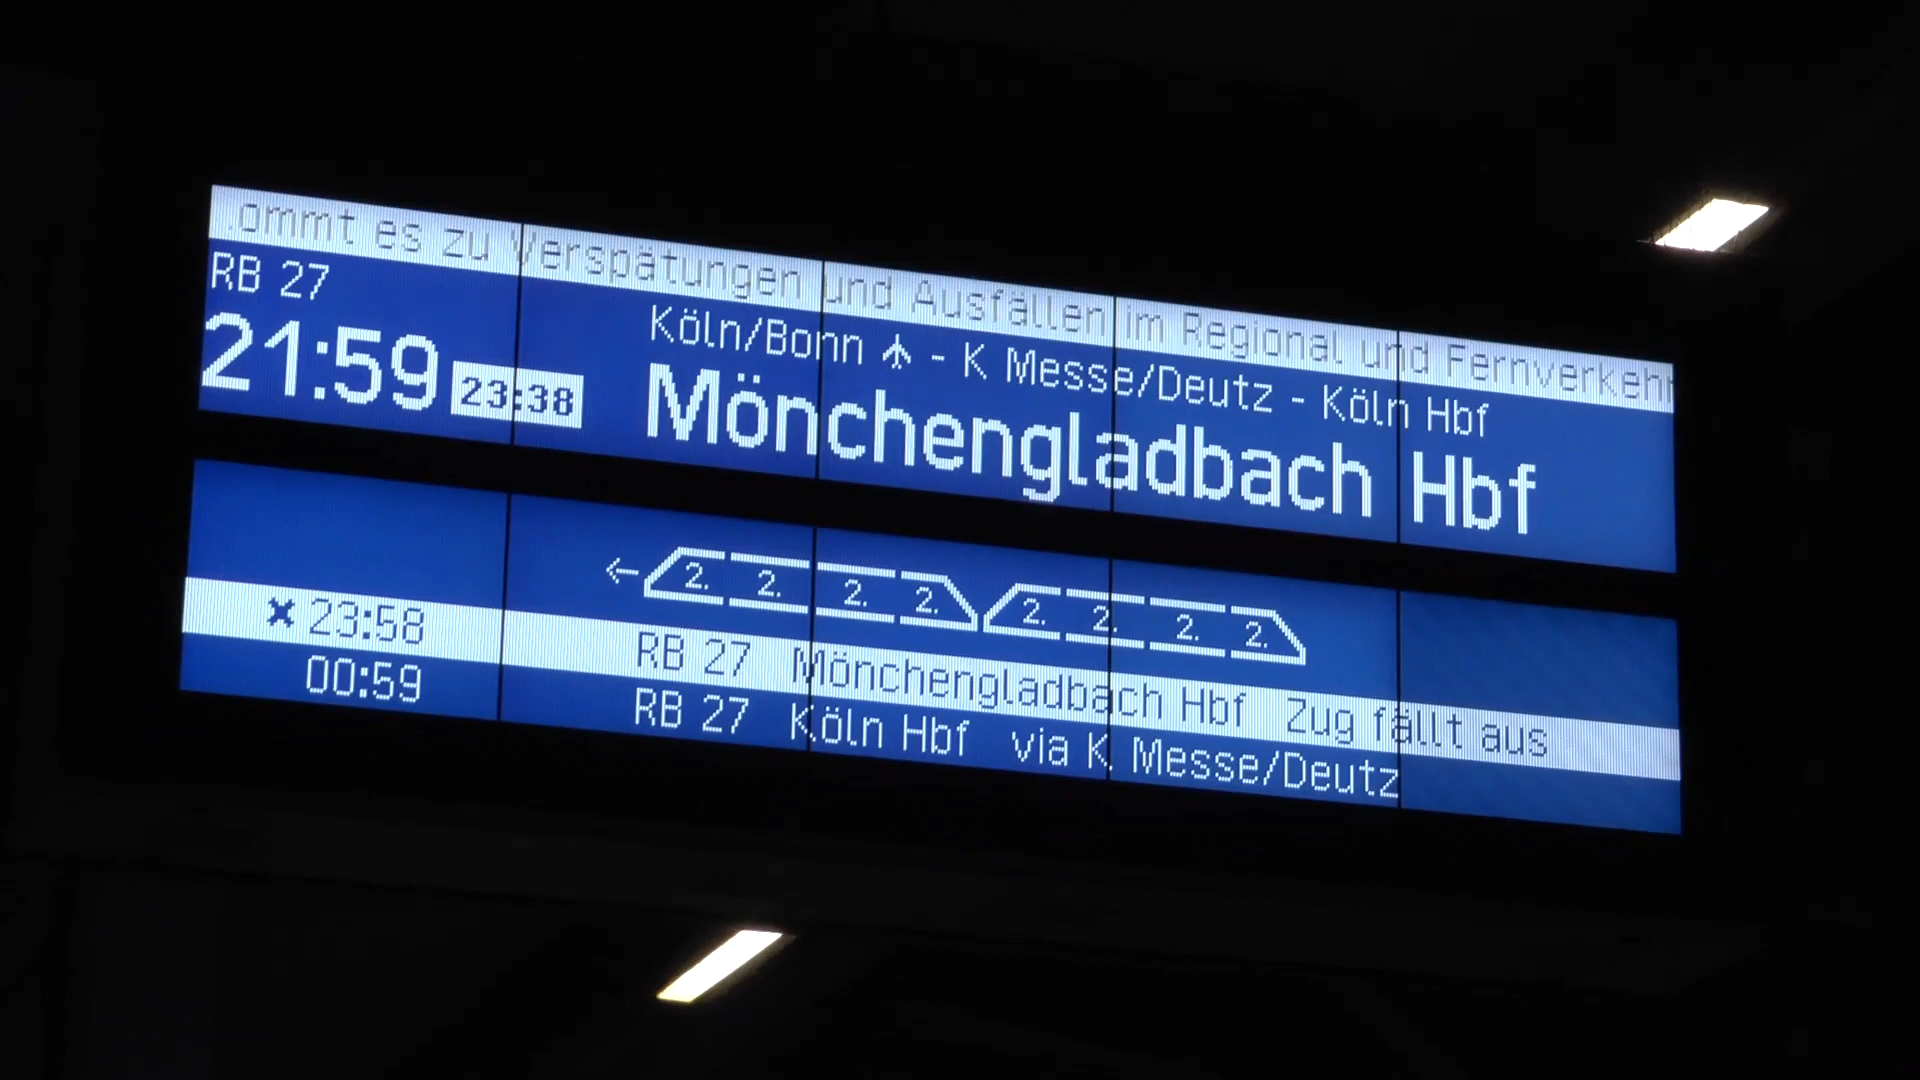 ommt es zu Verspätungen und Ausfällen im Regional und Fernverkehr
RB 27
Köln/Bonn - K Messe/Deutz - Köln Hbf
21:59 23:38 Mönchengladbach Hbf
← 2. 2. 2. 2. 2. 2. 2. 2.
23:58 RB 27 Mönchengladbach Hbf Zug fällt aus
00:59 RB 27 Köln Hbf via K Messe/Deutz